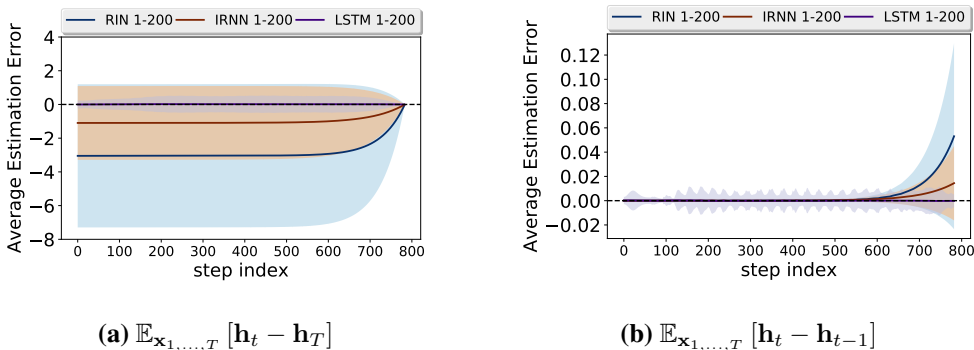 RIN 1-200 IRNN 1-200 LSTM 1-200
Average Estimation Error
4
2
0
−2
−4
−6
−8
0 100 200 300 400 500 600 700 800
step index
(a) 𝔼x1,...,T [ht − hT]
RIN 1-200 IRNN 1-200 LSTM 1-200
Average Estimation Error
0.12
0.10
0.08
0.06
0.04
0.02
0.00
−0.02
0 100 200 300 400 500 600 700 800
step index
(b) 𝔼x1,...,T [ht − ht−1]